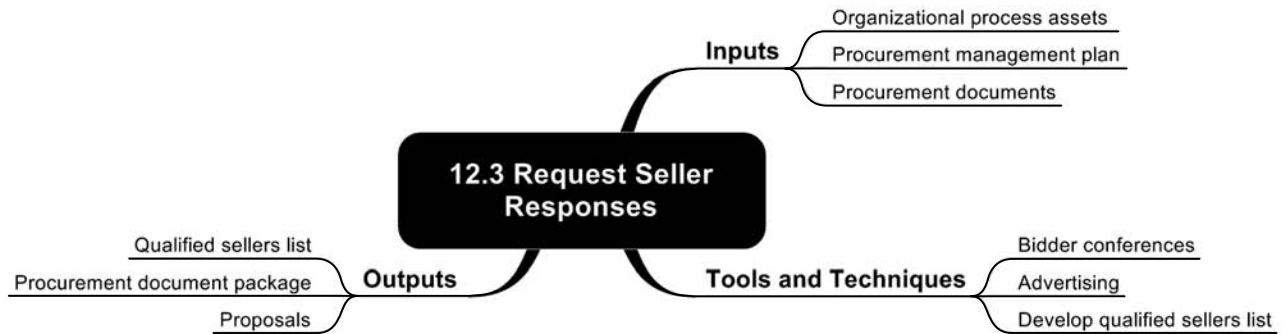 12.3 Request Seller
Responses
Inputs
Organizational process assets
Procurement management plan
Procurement documents
Tools and Techniques
Bidder conferences
Advertising
Develop qualified sellers list
Outputs
Qualified sellers list
Procurement document package
Proposals